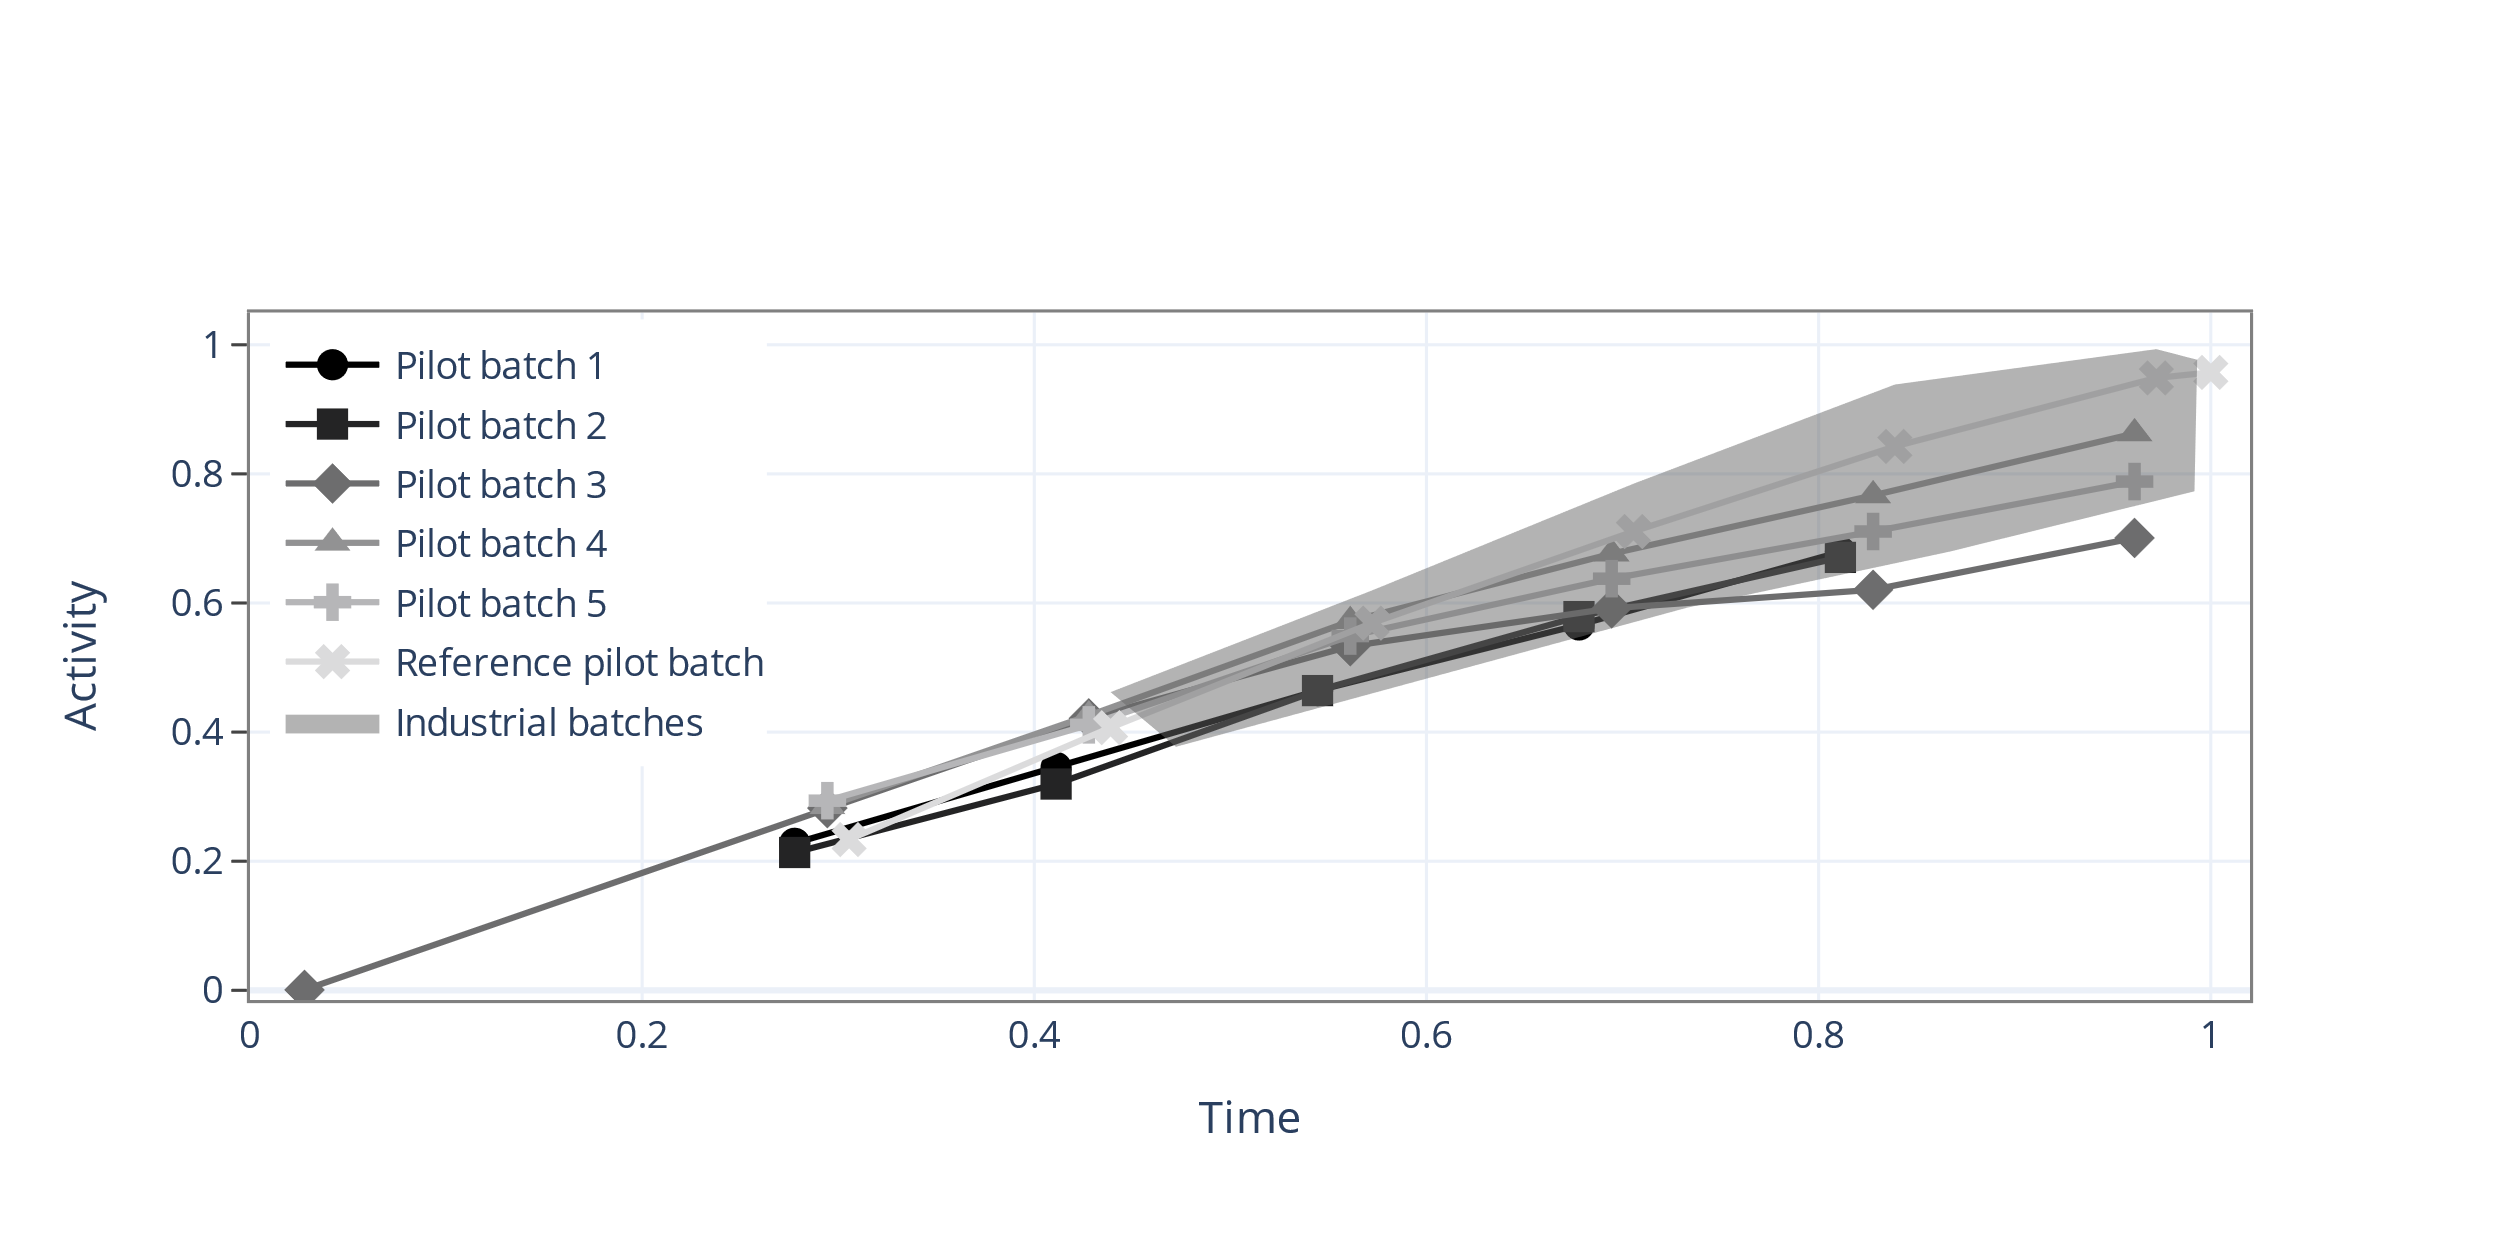 Pilot batch 1
Pilot batch 2
Pilot batch 3
Pilot batch 4
Pilot batch 5
Reference pilot batch
Industrial batches
1
0.8
0.6
0.4
0.2
0
Activity
0
0.2
0.4
0.6
0.8
1
Time